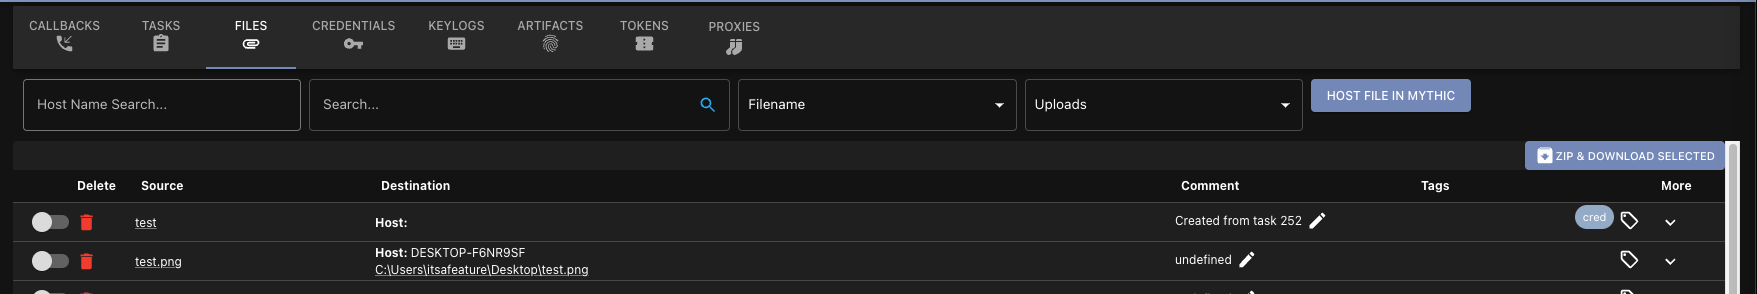 CALLBACKS TASKS FILES CREDENTIALS KEYLOGS ARTIFACTS TOKENS PROXIES
Host Name Search... Search... Filename Uploads HOST FILE IN MYTHIC
ZIP & DOWNLOAD SELECTED
Delete Source Destination Comment Tags More
test Host: Created from task 252 cred
test.png Host: DESKTOP-F6NR9SF undefined
C:\Users\itsafeature\Desktop\test.png